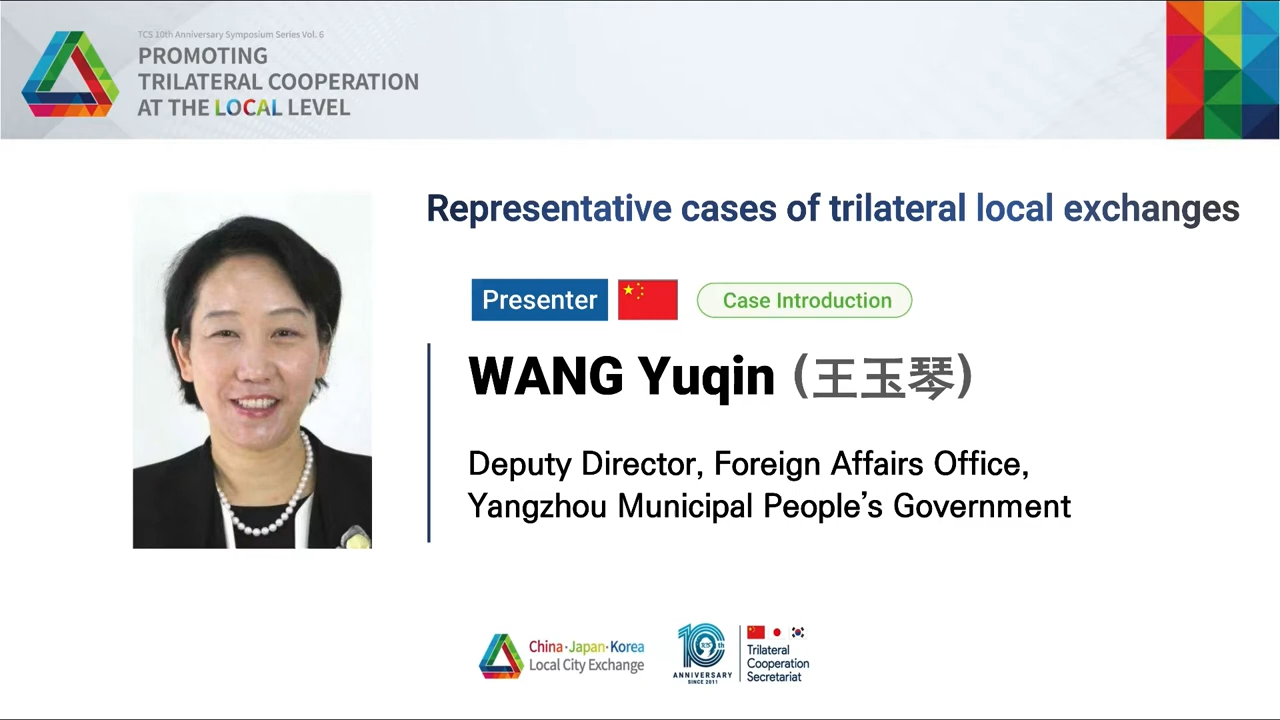 TCS 10th Anniversary Symposium Series Vol. 6
PROMOTING
TRILATERAL COOPERATION
AT THE LOCAL LEVEL
Representative cases of trilateral local exchanges
Presenter
Case Introduction
WANG Yuqin (王玉琴)
Deputy Director, Foreign Affairs Office,
Yangzhou Municipal People's Government
China·Japan·Korea
Local City Exchange
10th
TCS
ANNIVERSARY
SINCE 2011
Trilateral
Cooperation
Secretariat